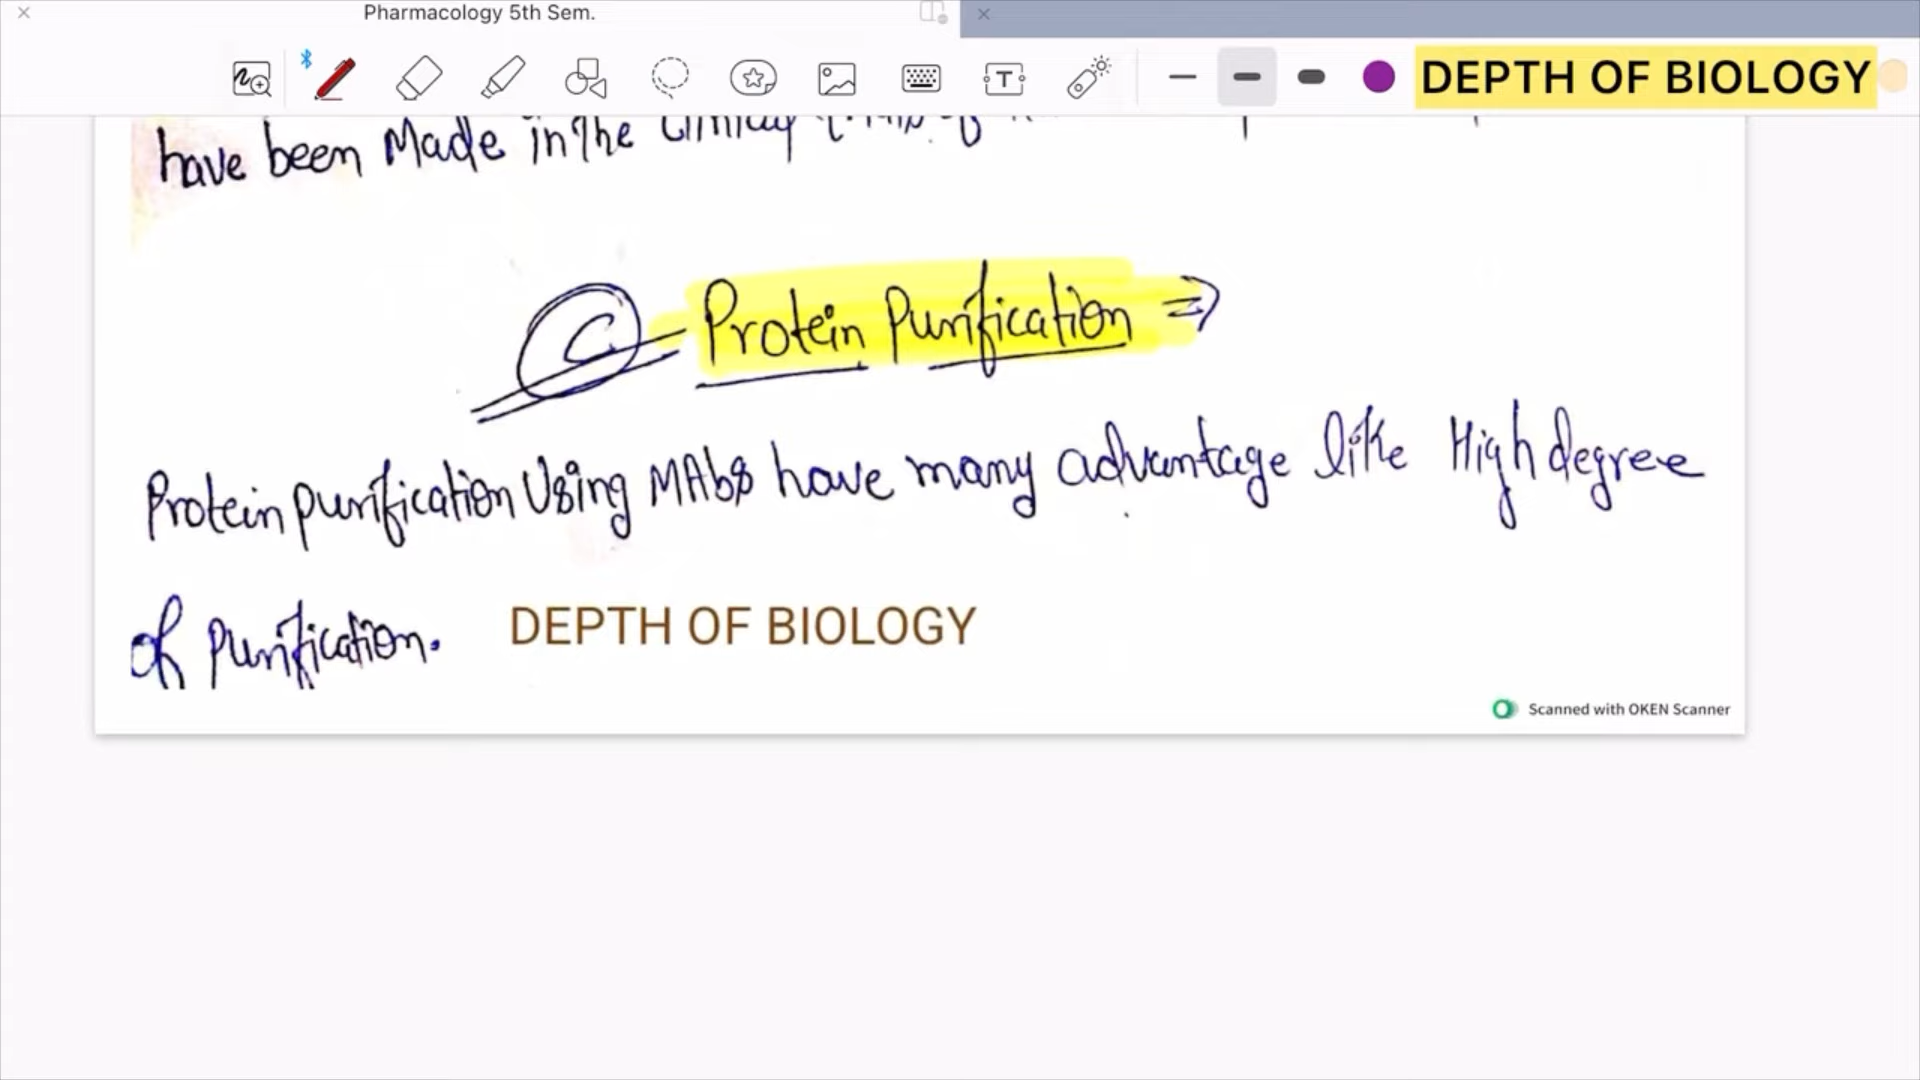 Pharmacology 5th Sem.
DEPTH OF BIOLOGY
have been Made in The
C Protein Purification ⇒
Protein purification Using MAbs have many advantage like High degree
of purification.
DEPTH OF BIOLOGY
Scanned with OKEN Scanner